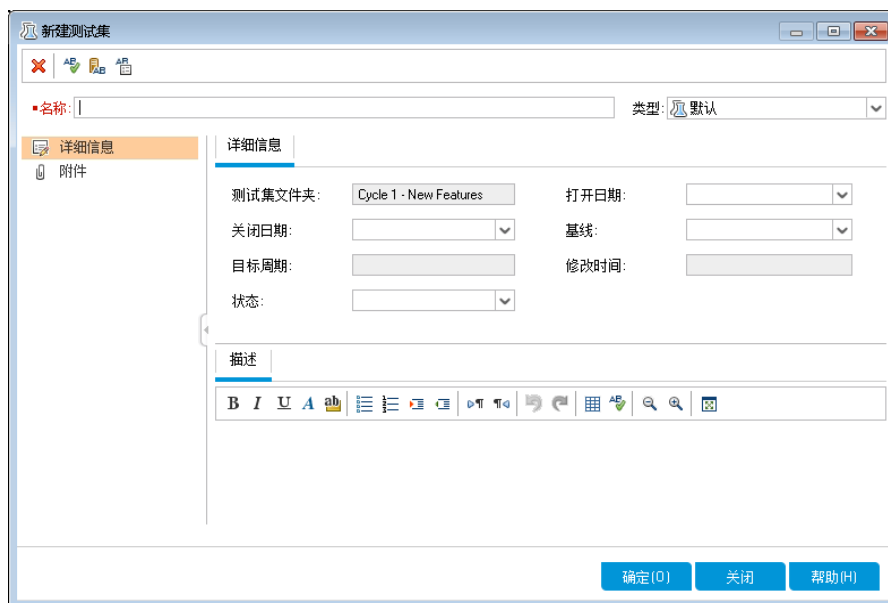 新建测试集
名称:
类型: 默认
详细信息
附件
详细信息
测试集文件夹: Cycle 1 - New Features 打开日期:
关闭日期: 基线:
目标周期: 修改时间:
状态:
描述
B I U A ab
确定(O) 关闭 帮助(H)